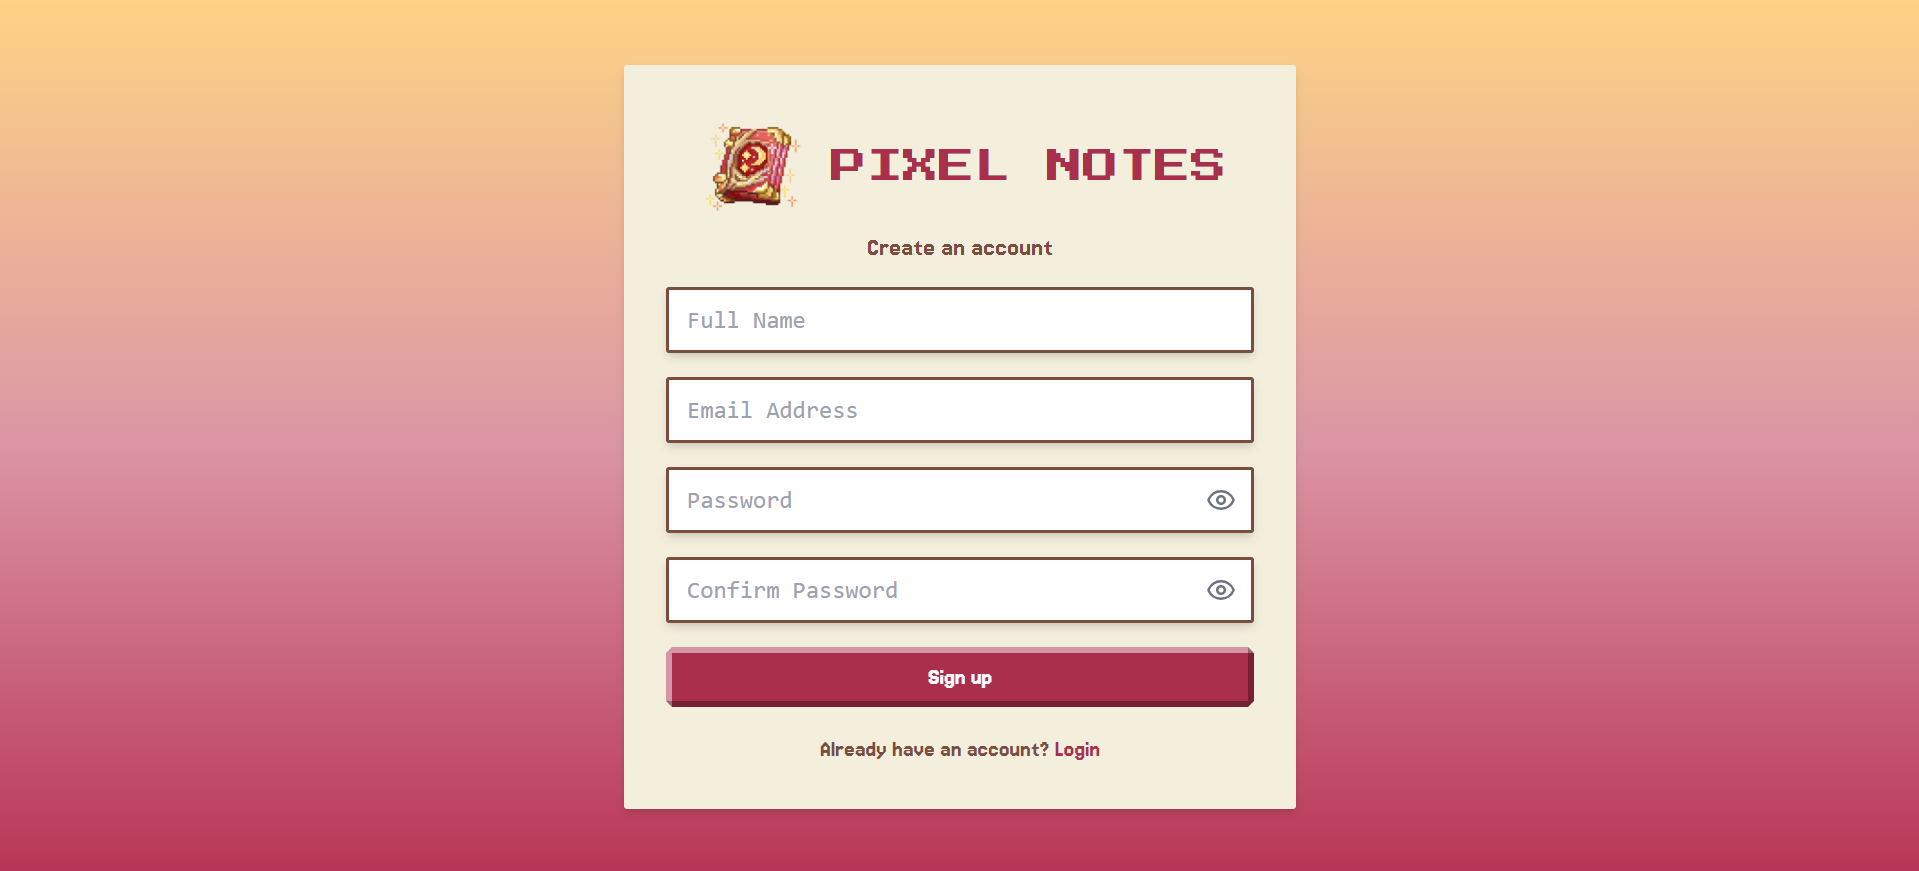 PIXEL NOTES
Create an account
Full Name
Email Address
Password
Confirm Password
Sign up
Already have an account? Login